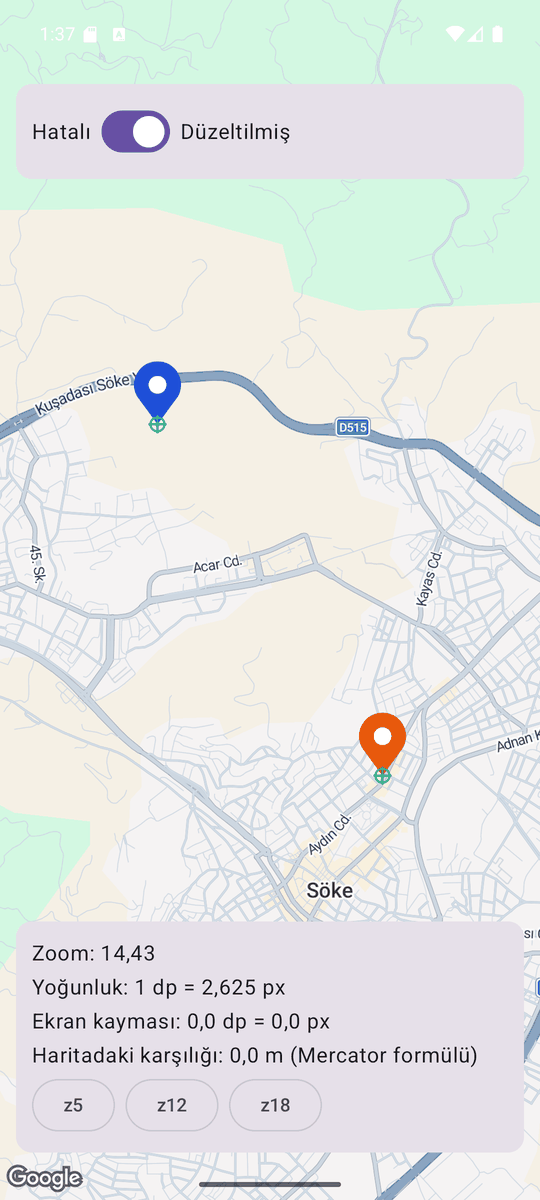 1:37
Hatalı Düzeltilmiş
Kuşadası Söke
D515
Acar Cd.
45. Sk.
Kayas Cd.
Adnan
Aydın Cd.
Söke
Zoom: 14,43
Yoğunluk: 1 dp = 2,625 px
Ekran kayması: 0,0 dp = 0,0 px
Haritadaki karşılığı: 0,0 m (Mercator formülü)
z5 z12 z18
Google